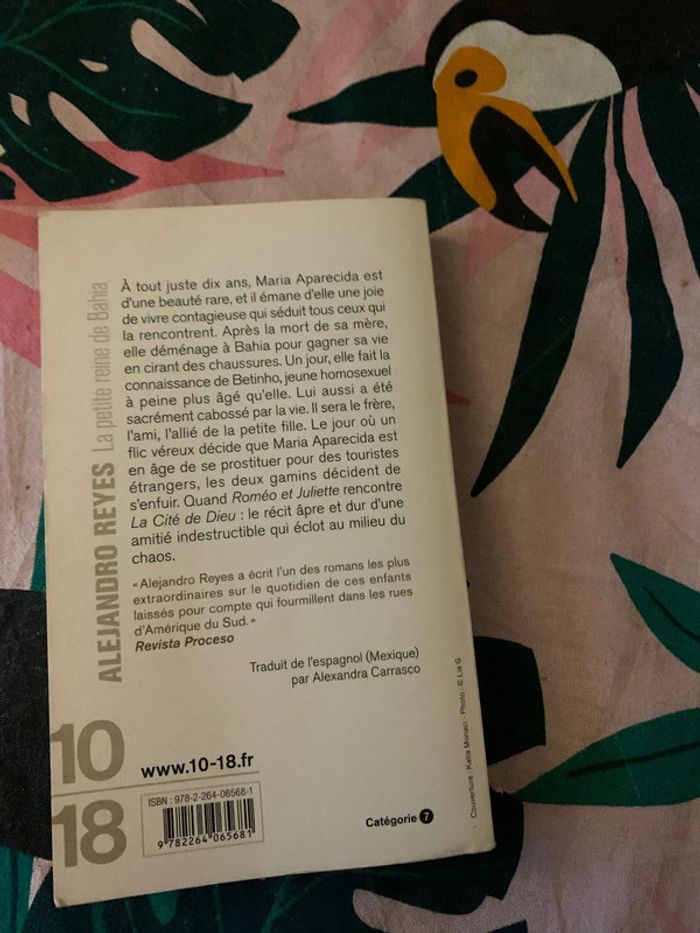 ALEJANDRO REYES La petite reine de Bahia
À tout juste dix ans, Maria Aparecida est
d'une beauté rare, et il émane d'elle une joie
de vivre contagieuse qui séduit tous ceux qui
la rencontrent. Après la mort de sa mère,
elle déménage à Bahia pour gagner sa vie
en cirant des chaussures. Un jour, elle fait la
connaissance de Betinho, jeune homosexuel
à peine plus âgé qu'elle. Lui aussi a été
sacrément cabossé par la vie. Il sera le frère,
l'ami, l'allié de la petite fille. Le jour où un
flic véreux décide que Maria Aparecida est
en âge de se prostituer pour des touristes
étrangers, les deux gamins décident de
s'enfuir. Quand Roméo et Juliette rencontre
La Cité de Dieu : le récit âpre et dur d'une
amitié indestructible qui éclot au milieu du
chaos.
« Alejandro Reyes a écrit l'un des romans les plus
extraordinaires sur le quotidien de ces enfants
laissés pour compte qui fourmillent dans les rues
d'Amérique du Sud. »
Revista Proceso
Traduit de l'espagnol (Mexique)
par Alexandra Carrasco
10
18
www.10-18.fr
ISBN : 978-2-264-06568-1
9 782264 065681
Catégorie 7
Couverture : Katia Monaci - Photo : © Lia G